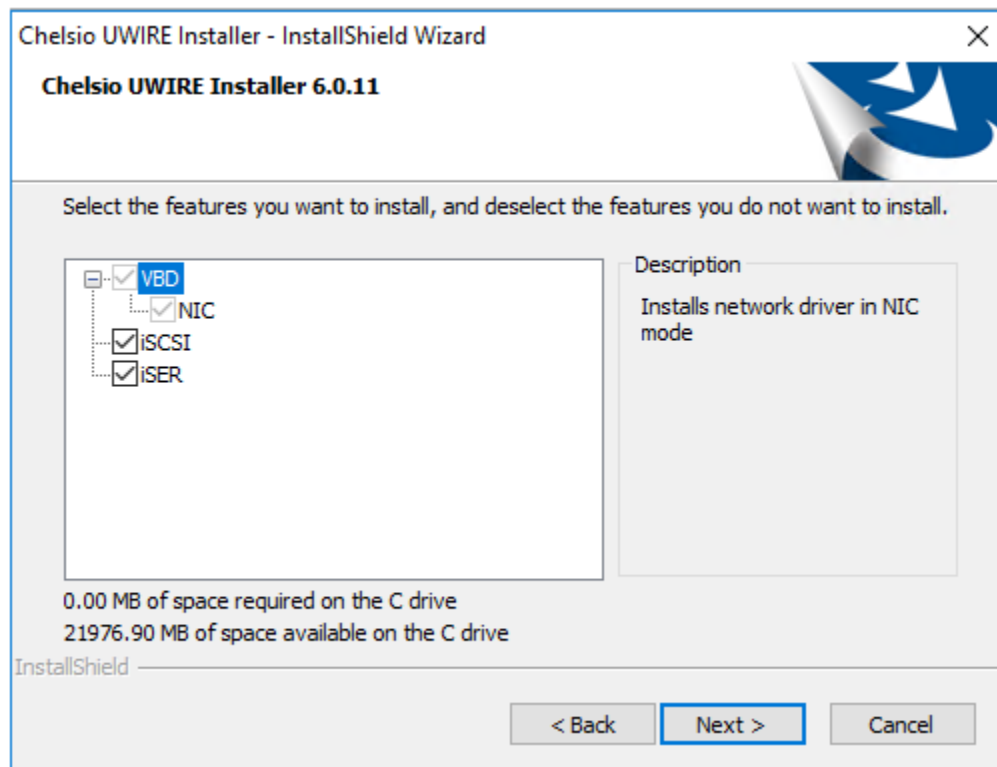 Chelsio UWIRE Installer - InstallShield Wizard
Chelsio UWIRE Installer 6.0.11
Select the features you want to install, and deselect the features you do not want to install.
VBD
NIC
iSCSI
iSER
Description
Installs network driver in NIC
mode
0.00 MB of space required on the C drive
21976.90 MB of space available on the C drive
InstallShield
< Back
Next >
Cancel